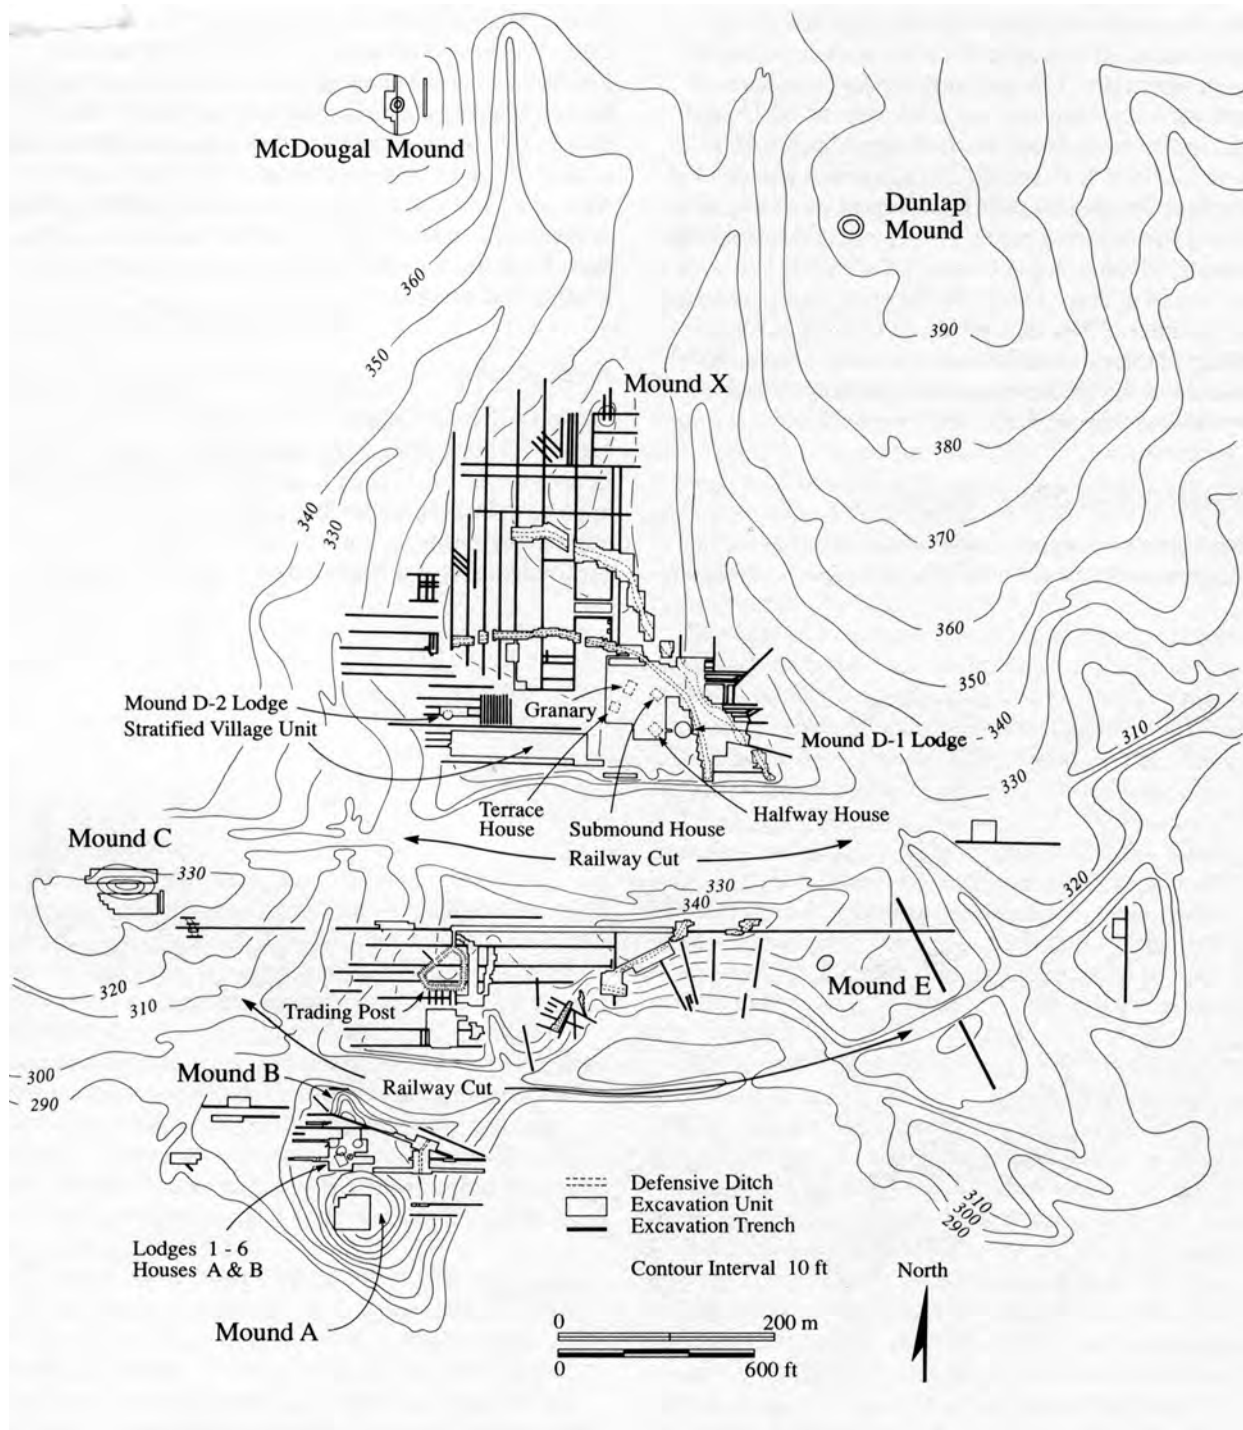 McDougal Mound
Dunlap
Mound
360
350
390
Mound X
380
340
330
370
360
350
Mound D-2 Lodge
Stratified Village Unit
Granary
Mound D-1 Lodge
340
310
330
Terrace
House
Submound House
Halfway House
Mound C
Railway Cut
330
330
320
340
320
310
Trading Post
Mound E
300
290
Mound B
Railway Cut
Defensive Ditch
Excavation Unit
Excavation Trench
310
300
290
Lodges 1 - 6
Houses A & B
Contour Interval 10 ft
North
Mound A
0 200 m
0 600 ft